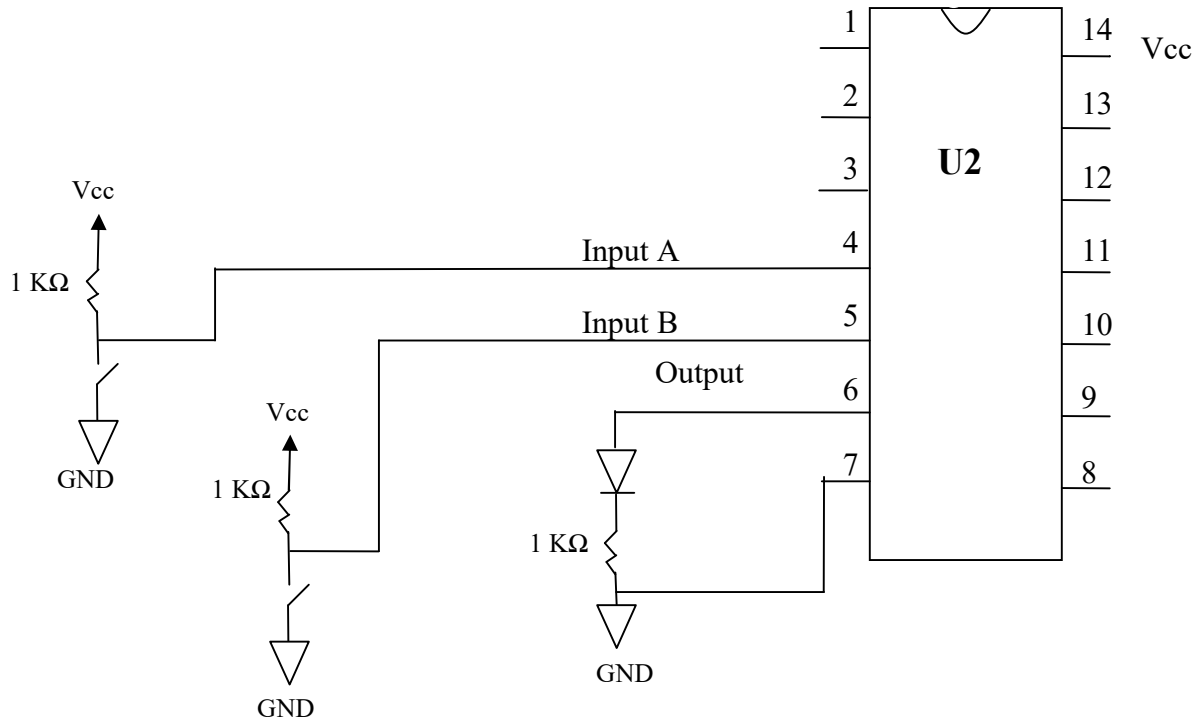 1
14
Vcc
2
13
U2
3
12
Vcc
4
Input A
11
1 KΩ
5
Input B
10
Output
6
9
Vcc
GND
7
8
1 KΩ
1 KΩ
GND
GND